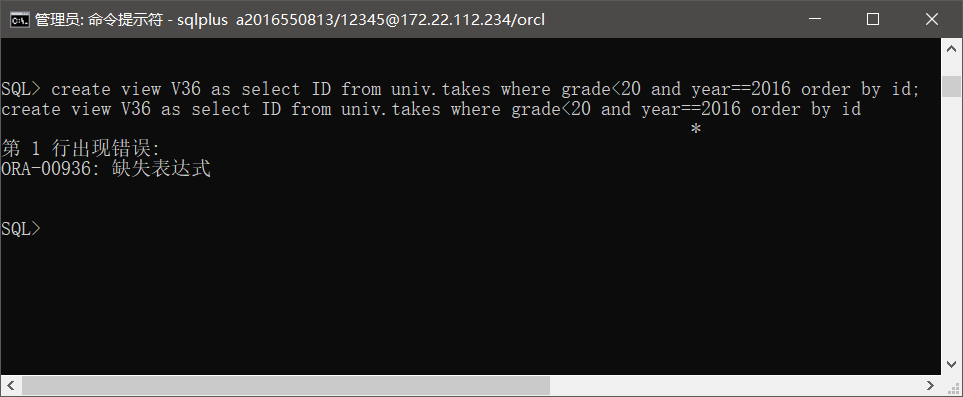 管理员: 命令提示符 - sqlplus  a2016550813/12345@172.22.112.234/orcl
SQL> create view V36 as select ID from univ.takes where grade<20 and year==2016 order by id;
create view V36 as select ID from univ.takes where grade<20 and year==2016 order by id
*
第 1 行出现错误:
ORA-00936: 缺失表达式
SQL>